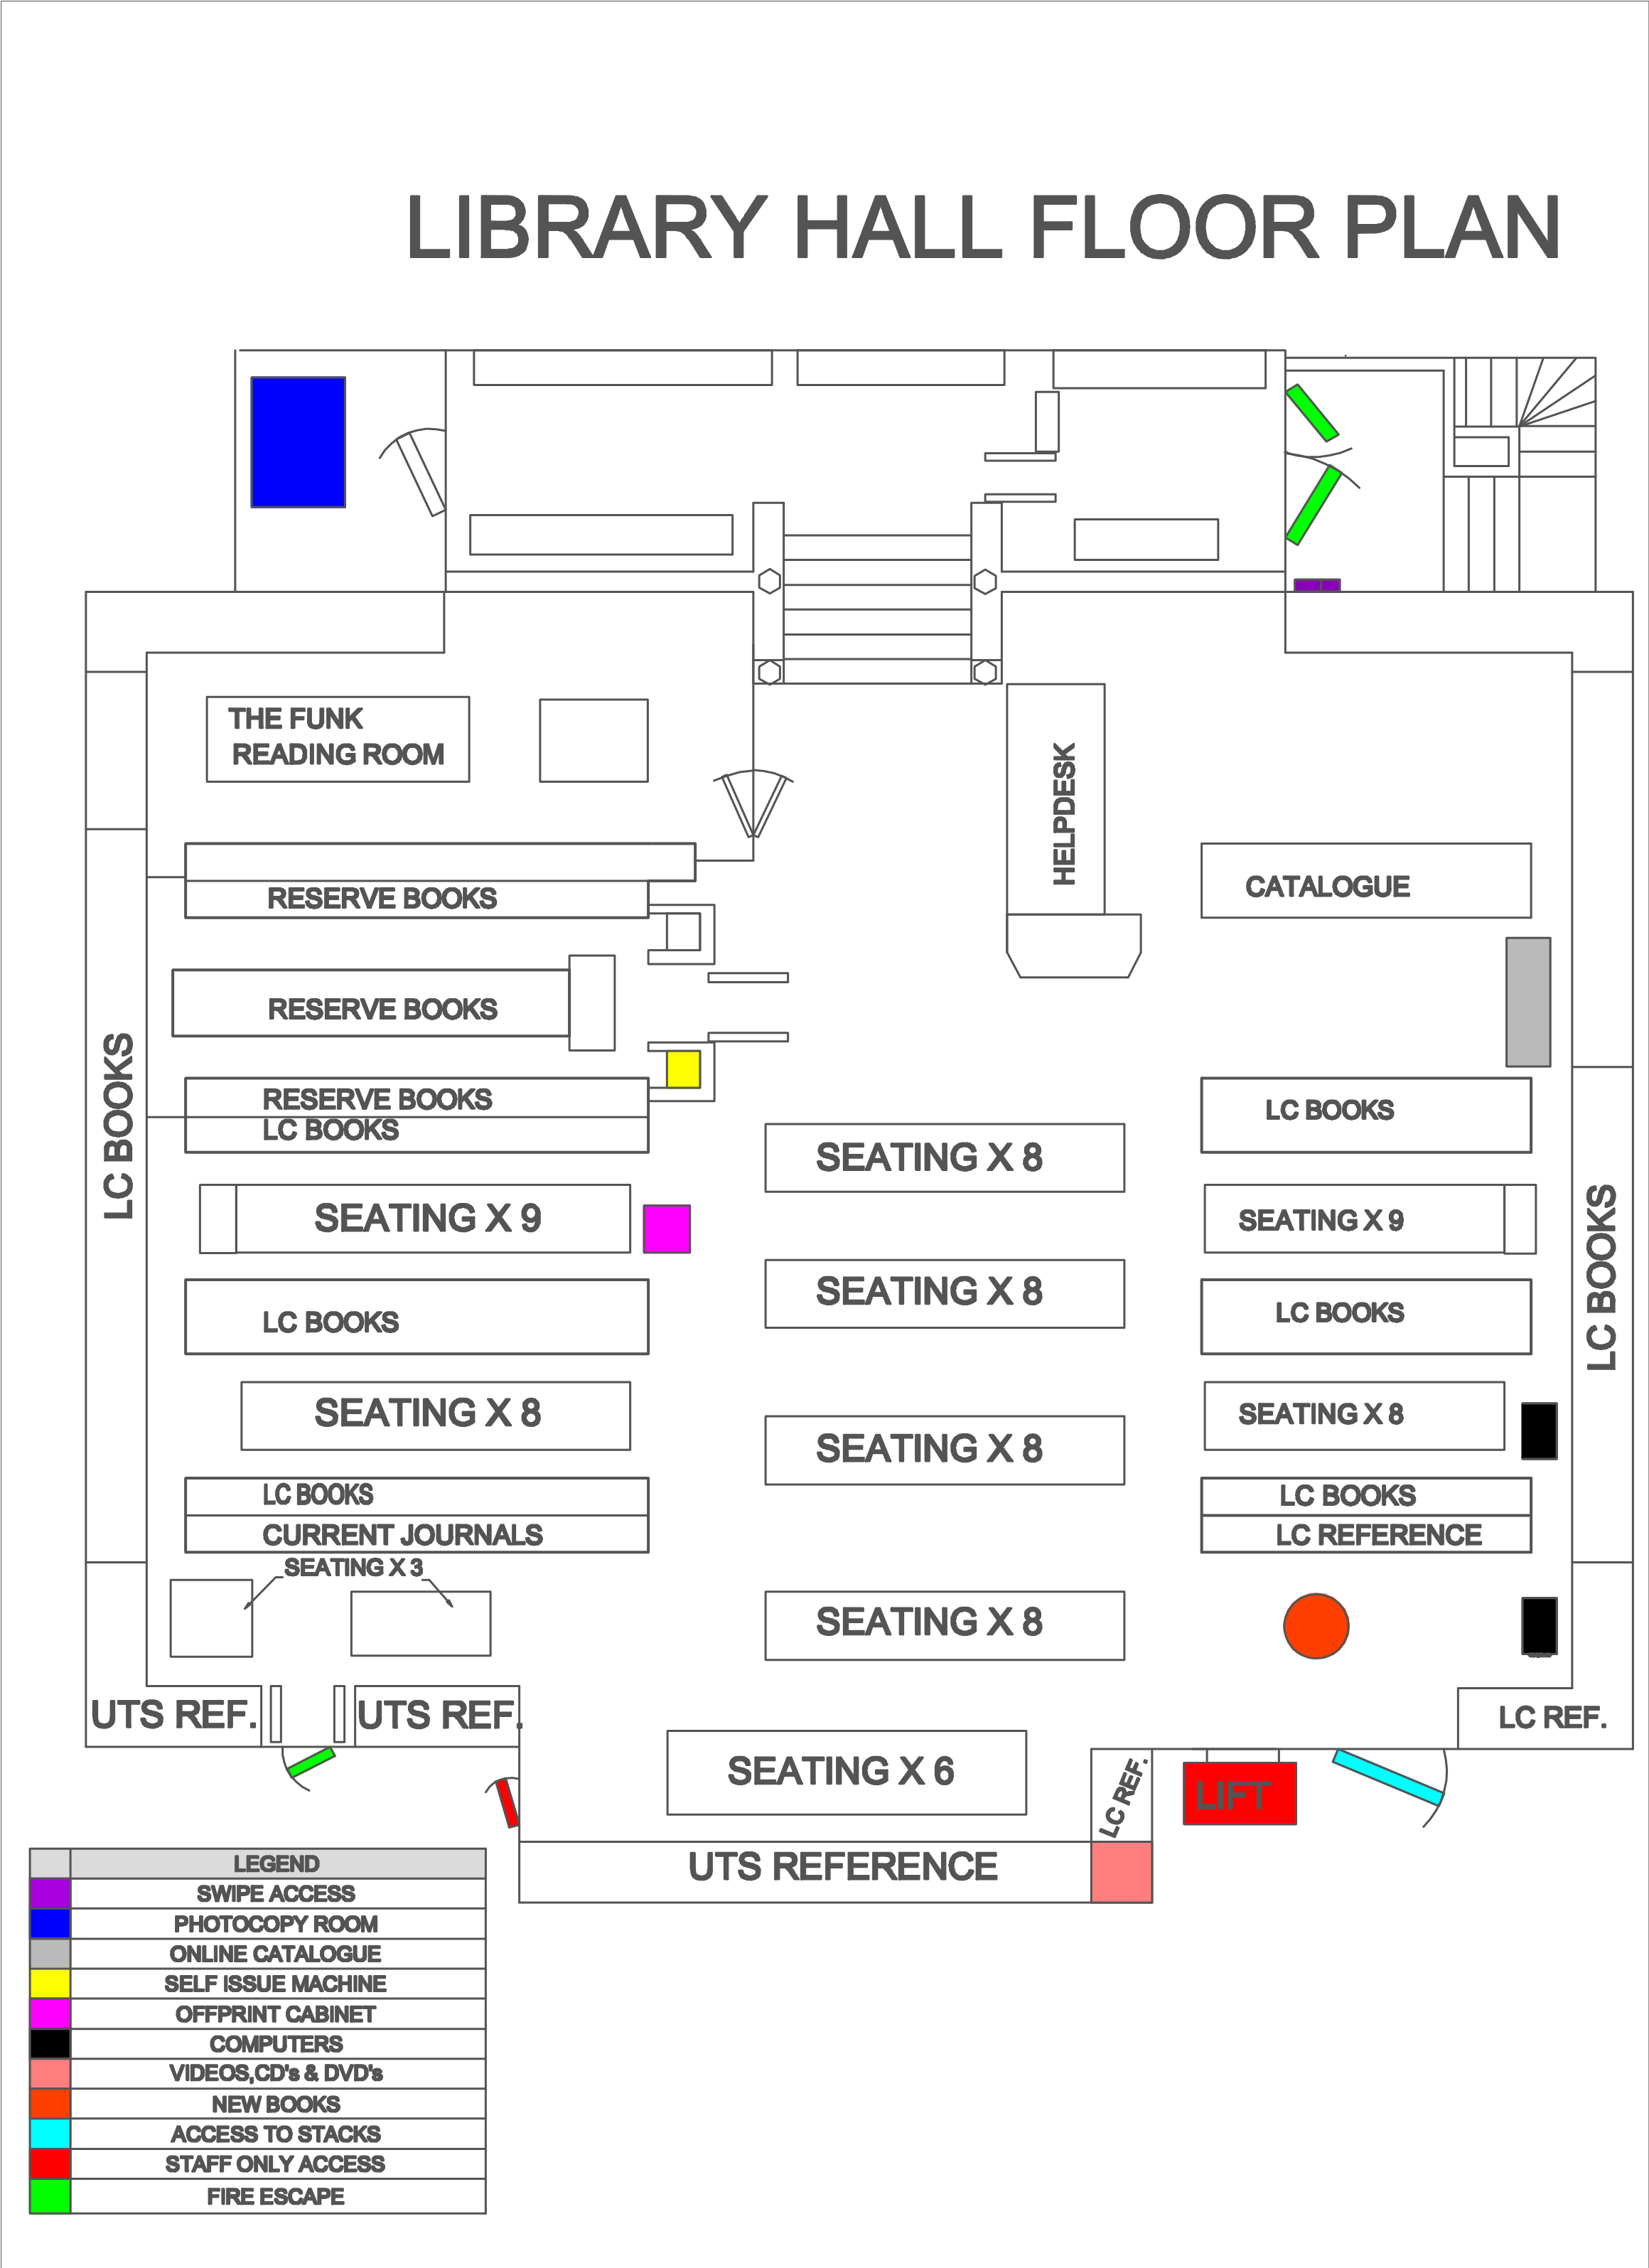 LIBRARY HALL FLOOR PLAN
THE FUNK
READING ROOM
HELPDESK
CATALOGUE
RESERVE BOOKS
RESERVE BOOKS
RESERVE BOOKS
LC BOOKS
LC BOOKS
LC BOOKS
SEATING X 8
SEATING X 9
SEATING X 9
LC BOOKS
SEATING X 8
LC BOOKS
LC BOOKS
SEATING X 8
SEATING X 8
SEATING X 8
LC BOOKS
CURRENT JOURNALS
LC BOOKS
LC REFERENCE
SEATING X 3
SEATING X 8
UTS REF.
UTS REF.
LC REF.
SEATING X 6
LC REF.
LIFT
UTS REFERENCE
LEGEND
SWIPE ACCESS
PHOTOCOPY ROOM
ONLINE CATALOGUE
SELF ISSUE MACHINE
OFFPRINT CABINET
COMPUTERS
VIDEOS,CD's & DVD's
NEW BOOKS
ACCESS TO STACKS
STAFF ONLY ACCESS
FIRE ESCAPE